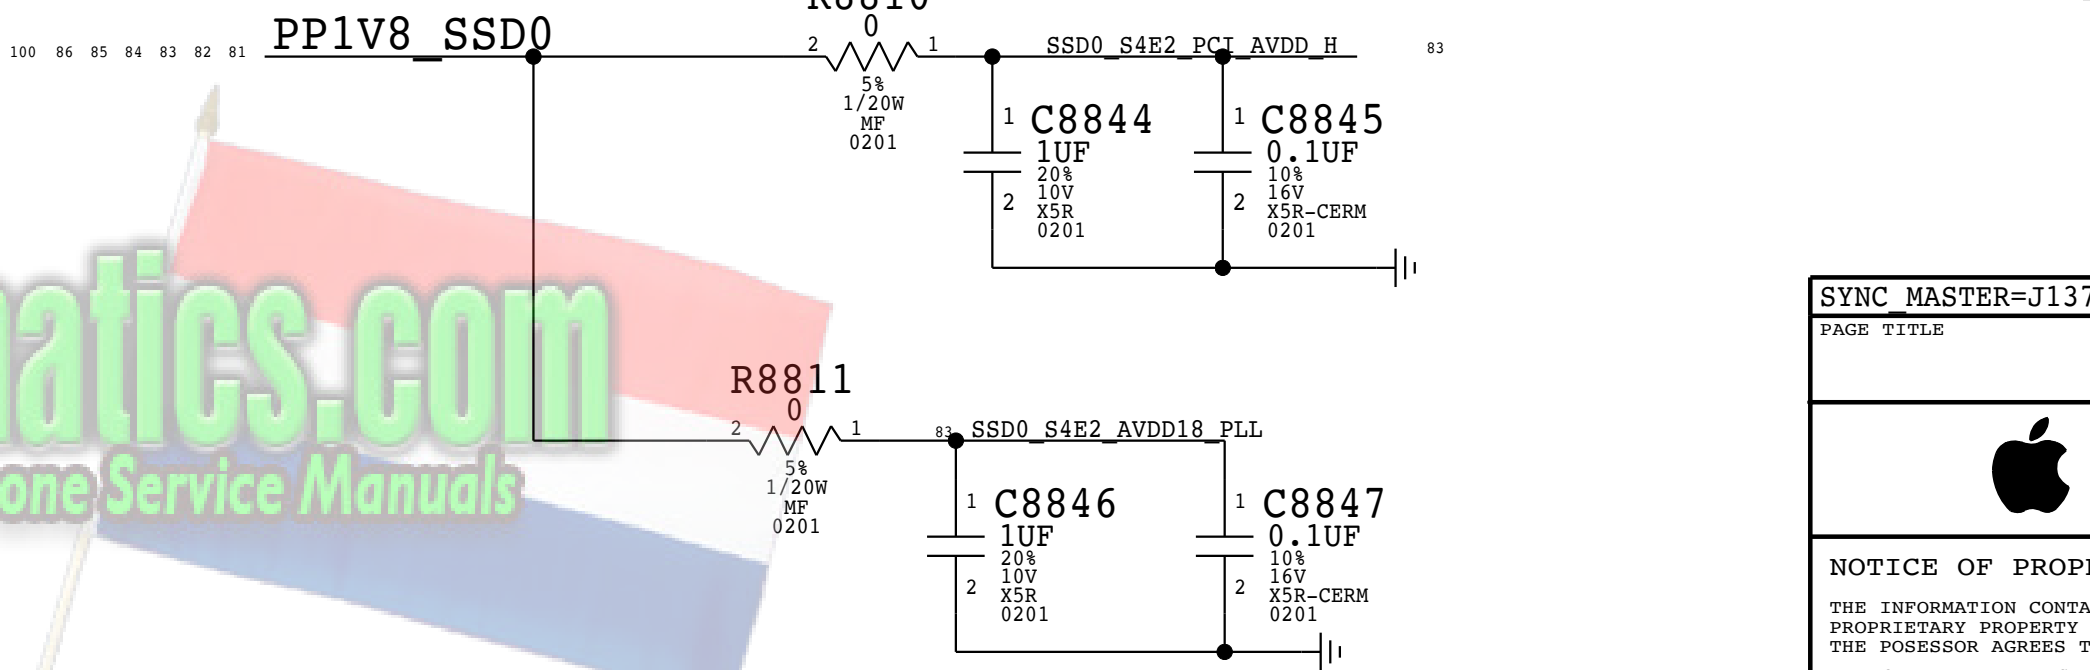 R8810
0
100 86 85 84 83 82 81
PP1V8_SSD0
2
1
SSD0_S4E2_PCI_AVDD_H
83
5%
1/20W
MF
0201
1
C8844
1UF
20%
10V
2
X5R
0201
1
C8845
0.1UF
10%
16V
2
X5R-CERM
0201
R8811
0
2
1
83
SSD0_S4E2_AVDD18_PLL
5%
1/20W
MF
0201
1
C8846
1UF
20%
10V
2
X5R
0201
1
C8847
0.1UF
10%
16V
2
X5R-CERM
0201
atics.com
one Service Manuals
SYNC_MASTER=J137
PAGE TITLE
NOTICE OF PROP
THE INFORMATION CONTA
PROPRIETARY PROPERTY
THE POSESSOR AGREES T